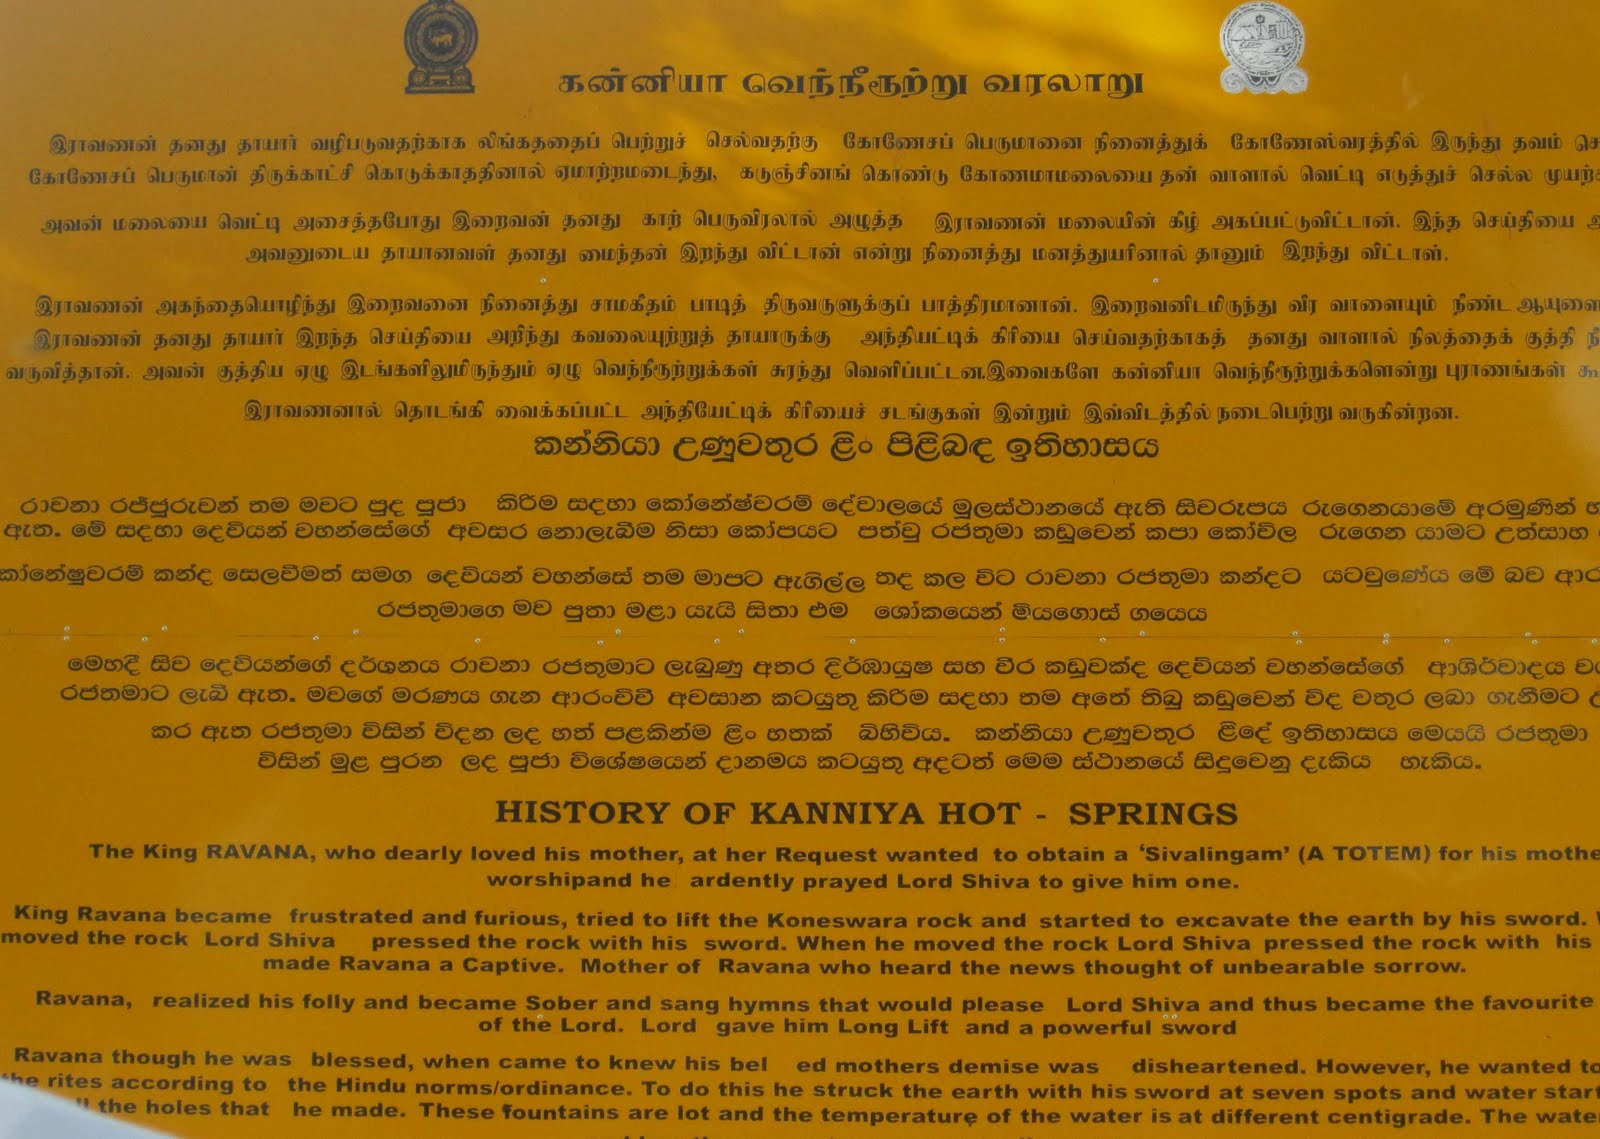 கன்னியா வெந்நீரூற்று வரலாறு
இராவணன் தனது தாயார் வழிபடுவதற்காக லிங்கததைப் பெற்றுச் செல்வதற்கு கோணேசப் பெருமானை நினைத்துக் கோணேஸ்வரத்தில் இருந்து தவம்
கோணேசப் பெருமான் திருக்காட்சி கொடுக்காததினால் ஏமாற்றமடைந்து, கடுஞ்சினங் கொண்டு கோணமாமலையை தன் வாளால் வெட்டி எடுத்துச் செல்ல
அவன் மலையை வெட்டி அசைத்தபோது இறைவன் தனது காற் பெருவிரலால் அழுத்த இராவணன் மலையின் கீழ் அகப்பட்டுவிட்டான். இந்த செய்தியை
அவனுடைய தாயானவள் தனது மைந்தன் இறந்து விட்டான் என்று நினைத்து மனத்துயரினால் தானும் இறந்து விட்டாள்.
இராவணன் அகந்தையொழிந்து இறைவனை நினைத்து சாமகீதம் பாடித் திருவருளுக்குப் பாத்திரமானான். இறைவனிடமிருந்து வீர வாளையும் நீண்ட
இராவணன் தனது தாயார் இறந்த செய்தியை அறிந்து கவலையுற்றுத் தாயாருக்கு அந்தியட்டிக் கிரியை செய்வதற்காகத் தனது வாளால் நிலத்தைக் குத்தி
வருவித்தான். அவன் குத்திய ஏழு இடங்களிலுமிருந்தும் ஏழு வெந்நீரூற்றுக்கள் சுரந்து வெளிப்பட்டன.இவைகளே கன்னியா வெந்நீரூற்றுக்களென்று புராணங்கள்
இராவணனால் தொடங்கி வைக்கப்பட்ட அந்தியேட்டிக் கிரியைச் சடங்குகள் இன்றும் இவ்விடத்தில் நடைபெற்று வருகின்றன.
කන්නියා උණුවතුර ළිං පිළිබඳ ඉතිහාසය
රාවනා රජ්ජුරුවන් තම මවට පුද පූජා කිරිම සදහා කෝනේෂ්වරම් දේවාලයේ මූලස්ථානයේ ඇති සිවරූපය රුගෙනයාමේ අරමුණින්
ඇත. මේ සදහා දෙවියන් වහන්සේගේ අවසර නොලැබීම නිසා කෝපයට පත්වු රජතුමා කඩුවෙන් කපා කෝවිල රුගෙන යාමට උත්සාහ
කෝනේෂුවරම් කන්ද සෙලවීමත් සමග දෙවියන් වහන්සේ තම මාපට ඇගිල්ල තද කල විට රාවනා රජතුමා කන්දට යටවුණේය මේ බව
රජතුමාගෙ මව පුතා මළා යැයි සිතා එම ශෝකයෙන් මියගොස් ගයෙය
මෙහදී සිව දෙවියන්ගේ දර්ශනය රාවනා රජතුමාට ලැබුණු අතර දිර්ඹායුෂ සහ වීර කඩුවක්ද දෙවියන් වහන්සේගේ ආශිර්වාදය
රජතමාට ලැබි ඇත. මවගේ මරණය ගැන ආරංචිවී අවසාන කටයුතු කිරිම සදහා තම අතේ තිබු කඩුවෙන් විද වතුර ලබා ගැනීමට
කර ඇත රජතුමා විසින් විදන ලද හත් පළකින්ම ළිං හතක් බිහිවිය. කන්නියා උණුවතුර ළිදේ ඉතිහාසය මෙයයි රජතුමා
විසින් මුළ පුරන ලද පූජා විශේෂයෙන් දානමය කටයුතු අදටත් මෙම ස්ථානයේ සිදුවෙනු දැකිය හැකිය.
HISTORY OF KANNIYA HOT - SPRINGS
The King RAVANA, who dearly loved his mother, at her Request wanted to obtain a ‘Sivalingam’ (A TOTEM) for his
worshipand he ardently prayed Lord Shiva to give him one.
King Ravana became frustrated and furious, tried to lift the Koneswara rock and started to excavate the earth by his sword.
moved the rock Lord Shiva pressed the rock with his sword. When he moved the rock Lord Shiva pressed the rock with his
made Ravana a Captive. Mother of Ravana who heard the news thought of unbearable sorrow.
Ravana, realized his folly and became Sober and sang hymns that would please Lord Shiva and thus became the favourite
of the Lord. Lord gave him Long Lift and a powerful sword
Ravana though he was blessed, when came to knew his bel ed mothers demise was disheartened. However, he wanted to
the rites according to the Hindu norms/ordinance. To do this he struck the earth with his sword at seven spots and water
the holes that he made. These fountains are lot and the temperature of the water is at different centigrade. The